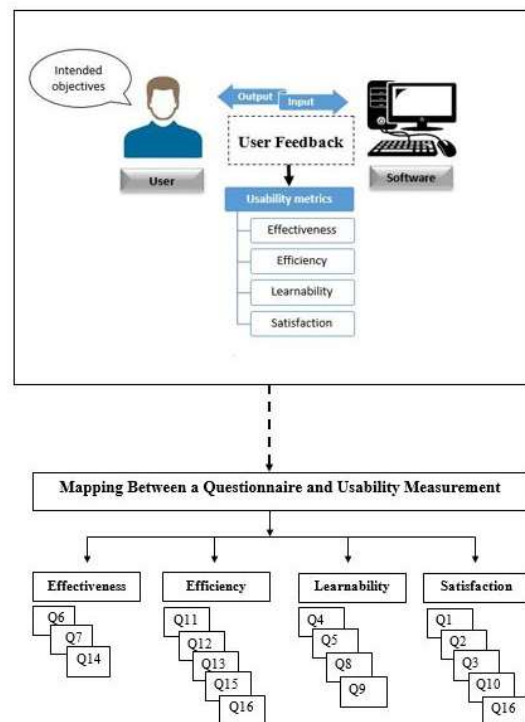 Intended
objectives
Output
Input
User Feedback
User
Software
Usability metrics
Effectiveness
Efficiency
Learnability
Satisfaction
Mapping Between a Questionnaire and Usability Measurement
Effectiveness
Q6
Q7
Q14
Efficiency
Q11
Q12
Q13
Q15
Q16
Learnability
Q4
Q5
Q8
Q9
Satisfaction
Q1
Q2
Q3
Q10
Q16